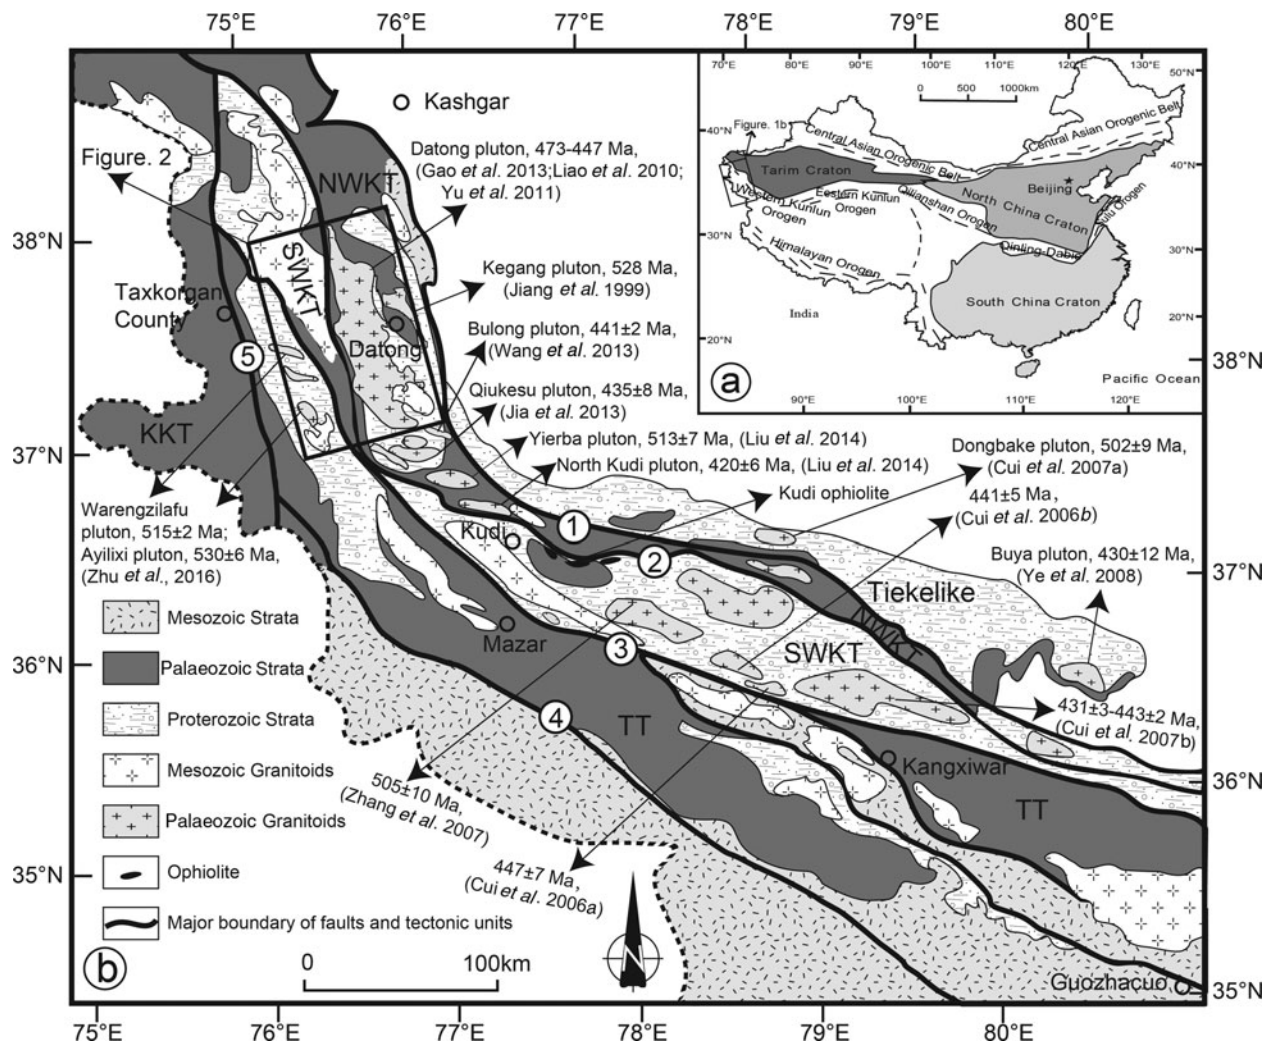 75°E 76°E 77°E 78°E 79°E 80°E
70°E 80°E 90°E 100°E 110°E 120°E 130°E
50°N
0 500 1000km
Kashgar
Figure. 1b
40°N
Central Asian Orogenic Belt
Central Asian Orogenic Belt
40°N
Tarim Craton
Beijing
North China Craton
Western Kunlun
Orogen
Eestern Kunlun
Orogen
Qilianshan Orogen
Sulu Orogen
30°N
Qinling-Dabie
30°N
Himalayan Orogen
South China Craton
India
20°N
20°N
Pacific Ocean
a
90°E 100°E 110°E 120°E
Figure. 2
Datong pluton, 473-447 Ma,
(Gao et al. 2013;Liao et al. 2010;
Yu et al. 2011)
NWKT
38°N
SWKT
Kegang pluton, 528 Ma,
(Jiang et al. 1999)
Taxkorgan
County
Bulong pluton, 441±2 Ma,
(Wang et al. 2013)
Datong
38°N
5
Qiukesu pluton, 435±8 Ma,
(Jia et al. 2013)
KKT
37°N
Yierba pluton, 513±7 Ma, (Liu et al. 2014)
North Kudi pluton, 420±6 Ma, (Liu et al. 2014)
Kudi ophiolite
Dongbake pluton, 502±9 Ma,
(Cui et al. 2007a)
441±5 Ma,
(Cui et al. 2006b)
Buya pluton, 430±12 Ma,
(Ye et al. 2008)
Warengzilafu
pluton, 515±2 Ma;
Ayilixi pluton, 530±6 Ma,
(Zhu et al., 2016)
Kudi
1
2
37°N
Tiekelike
NWKT
Mesozoic Strata
Mazar
3
SWKT
36°N
Palaeozoic Strata
4
TT
431±3-443±2 Ma,
(Cui et al. 2007b)
Proterozoic Strata
Kangxiwar
36°N
Mesozoic Granitoids
505±10 Ma,
(Zhang et al. 2007)
TT
Palaeozoic Granitoids
447±7 Ma,
(Cui et al. 2006a)
35°N
Ophiolite
Major boundary of faults and tectonic units
N
b
0 100km
Guozhacuo
35°N
75°E 76°E 77°E 78°E 79°E 80°E